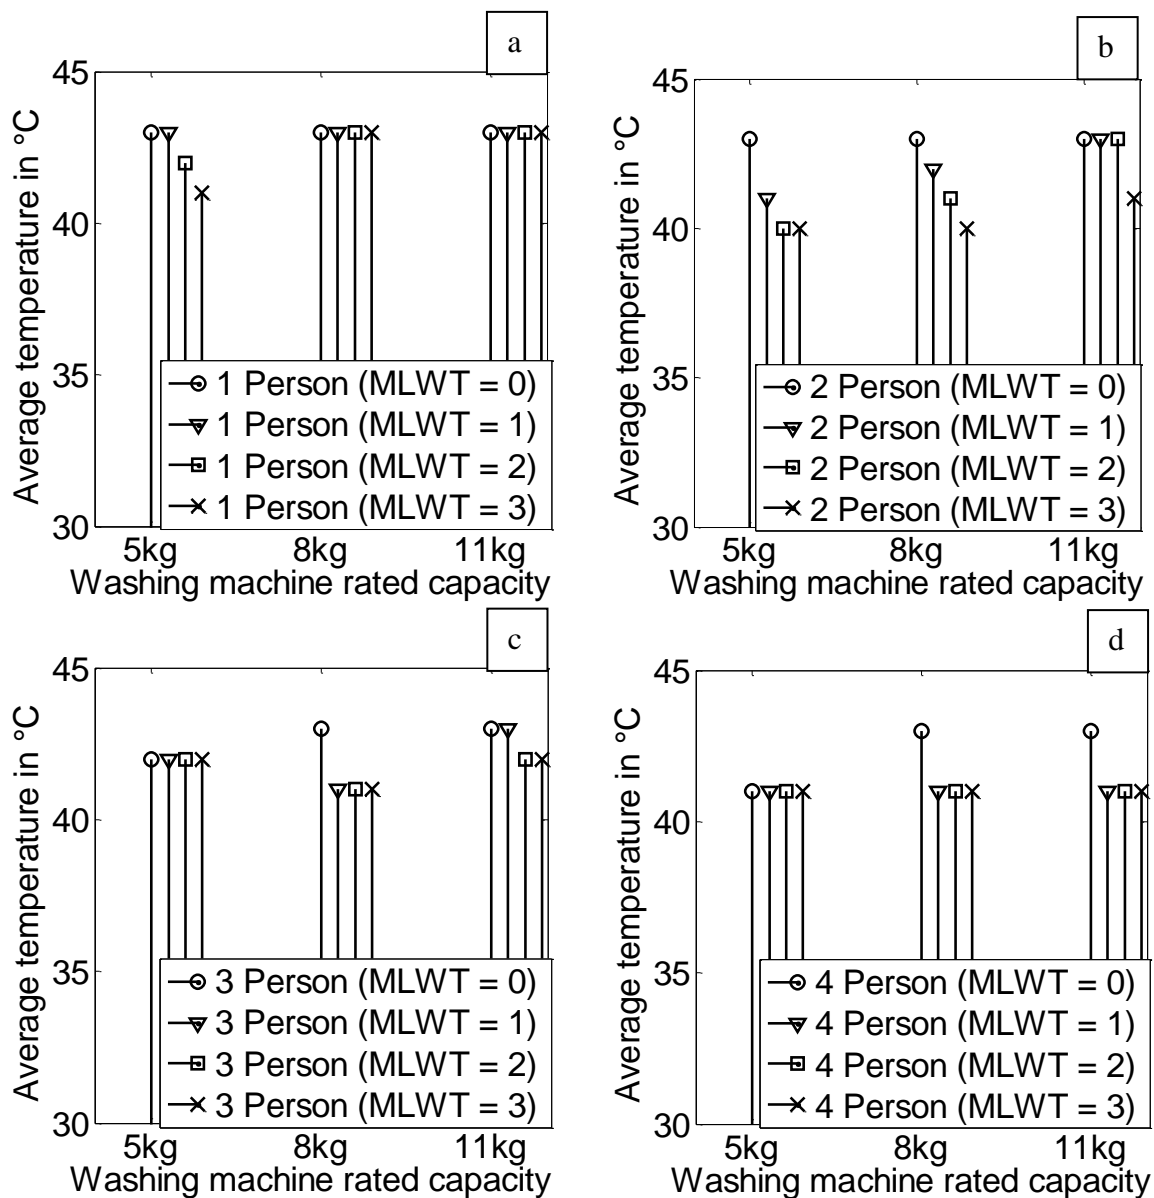 a
45
40
35
30
Average temperature in °C
1 Person (MLWT = 0)
1 Person (MLWT = 1)
1 Person (MLWT = 2)
1 Person (MLWT = 3)
5kg 8kg 11kg
Washing machine rated capacity
b
45
40
35
30
Average temperature in °C
2 Person (MLWT = 0)
2 Person (MLWT = 1)
2 Person (MLWT = 2)
2 Person (MLWT = 3)
5kg 8kg 11kg
Washing machine rated capacity
c
45
40
35
30
Average temperature in °C
3 Person (MLWT = 0)
3 Person (MLWT = 1)
3 Person (MLWT = 2)
3 Person (MLWT = 3)
5kg 8kg 11kg
Washing machine rated capacity
d
45
40
35
30
Average temperature in °C
4 Person (MLWT = 0)
4 Person (MLWT = 1)
4 Person (MLWT = 2)
4 Person (MLWT = 3)
5kg 8kg 11kg
Washing machine rated capacity